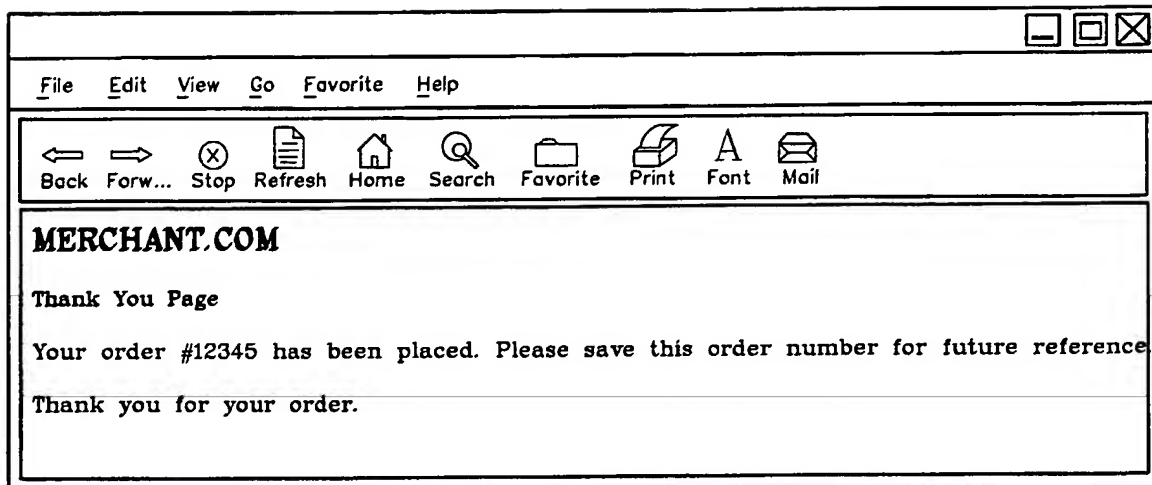 File Edit View Go Favorite Help
Back Forw... Stop Refresh Home Search Favorite Print Font Mail
MERCHANT.COM
Thank You Page
Your order #12345 has been placed. Please save this order number for future reference
Thank you for your order.